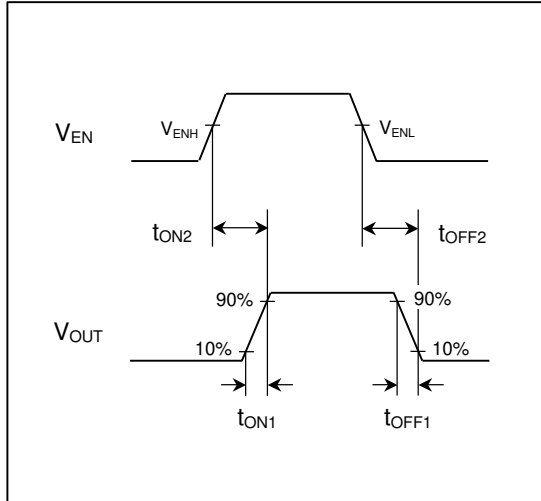 VEN
VENH
VENL
tON2
tOFF2
90%
90%
VOUT
10%
10%
tON1
tOFF1